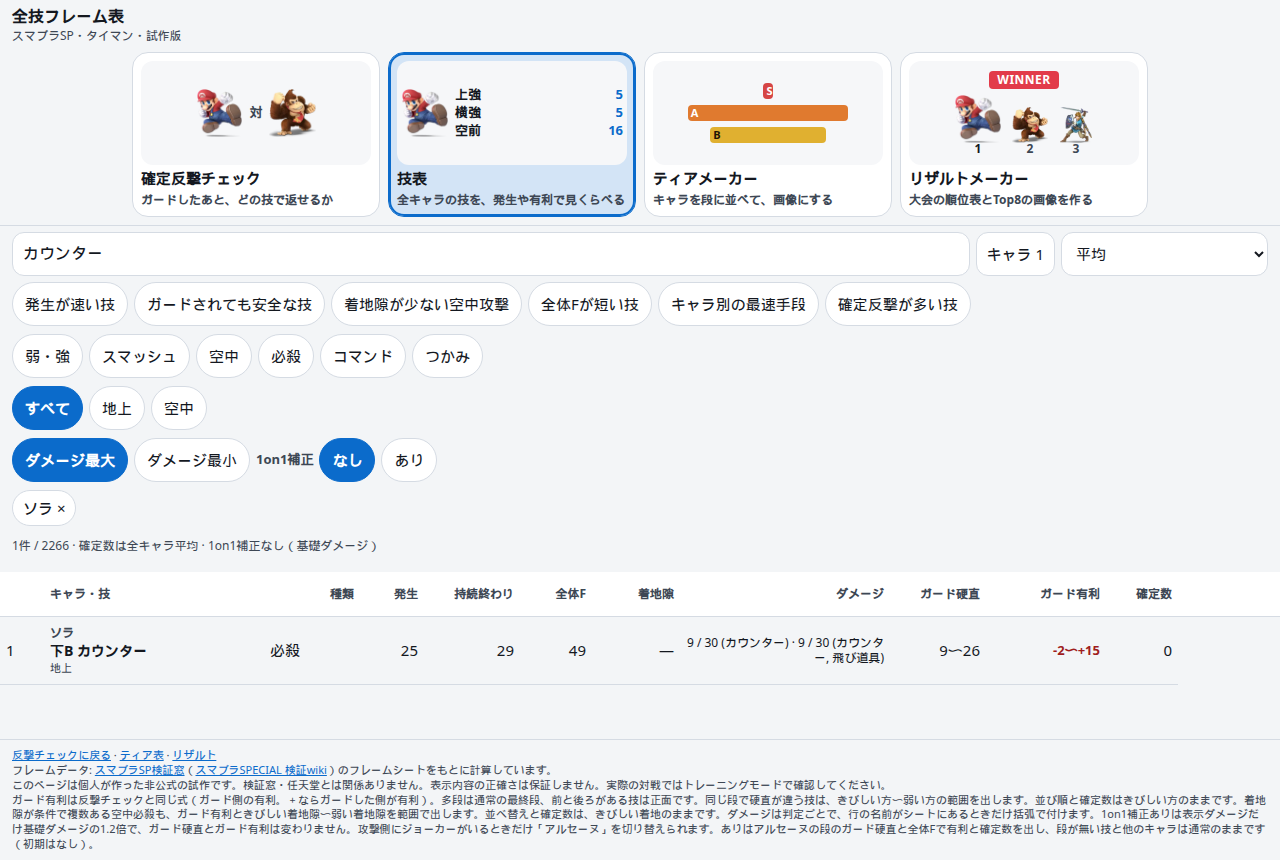 全技フレーム表
スマブラSP・タイマン・試作版
対
確定反撃チェック
ガードしたあと、どの技で返せるか
上強 5
横強 5
空前 16
技表
全キャラの技を、発生や有利で見くらべる
S
A
B
ティアメーカー
キャラを段に並べて、画像にする
WINNER
1 2 3
リザルトメーカー
大会の順位表とTop8の画像を作る
カウンター キャラ 1 平均
発生が速い技 ガードされても安全な技 着地隙が少ない空中攻撃 全体Fが短い技 キャラ別の最速手段 確定反撃が多い技
弱・強 スマッシュ 空中 必殺 コマンド つかみ
すべて 地上 空中
ダメージ最大 ダメージ最小 1on1補正 なし あり
ソラ ×
1件 / 2266 · 確定数は全キャラ平均 · 1on1補正なし（基礎ダメージ）
キャラ・技 種類 発生 持続終わり 全体F 着地隙 ダメージ ガード硬直 ガード有利 確定数
ソラ
1 下B カウンター 必殺 25 29 49 — 9 / 30 (カウンター) · 9 / 30 (カウンタ
ー, 飛び道具) 9〜26 -2〜+15 0
地上
反撃チェックに戻る · ティア表 · リザルト
フレームデータ: スマブラSP検証窓（スマブラSPECIAL 検証wiki）のフレームシートをもとに計算しています。
このページは個人が作った非公式の試作です。検証窓・任天堂とは関係ありません。表示内容の正確さは保証しません。実際の対戦ではトレーニングモードで確認してください。
ガード有利は反撃チェックと同じ式（ガード側の有利。+ならガードした側が有利）。多段は通常の最終段、前と後ろがある技は正面です。同じ段で硬直が違う技は、きびしい方〜弱い方の範囲を出します。並び順と確定数はきびしい方のままです。着地
隙が条件で複数ある空中必殺も、ガード有利ときびしい着地隙〜弱い着地隙を範囲で出します。並べ替えと確定数は、きびしい着地のままです。ダメージは判定ごとで、行の名前がシートにあるときだけ括弧で付けます。1on1補正ありは表示ダメージだ
け基礎ダメージの1.2倍で、ガード硬直とガード有利は変わりません。攻撃側にジョーカーがいるときだけ「アルセーヌ」を切り替えられます。ありはアルセーヌの段のガード硬直と全体Fで有利と確定数を出し、段が無い技と他のキャラは通常のままです
（初期はなし）。